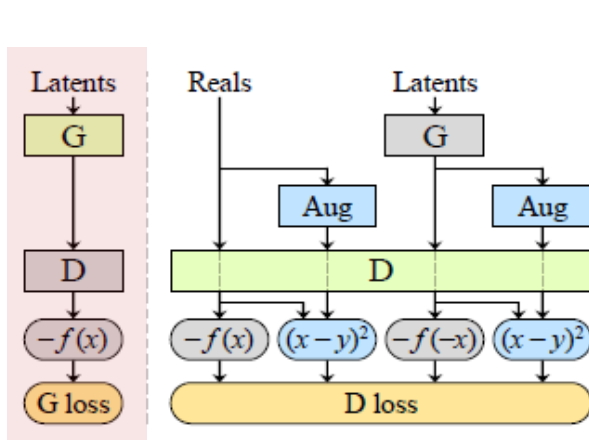 Latents Reals Latents
G G
Aug Aug
D D
−f(x) −f(x) (x−y)² −f(−x) (x−y)²
G loss D loss